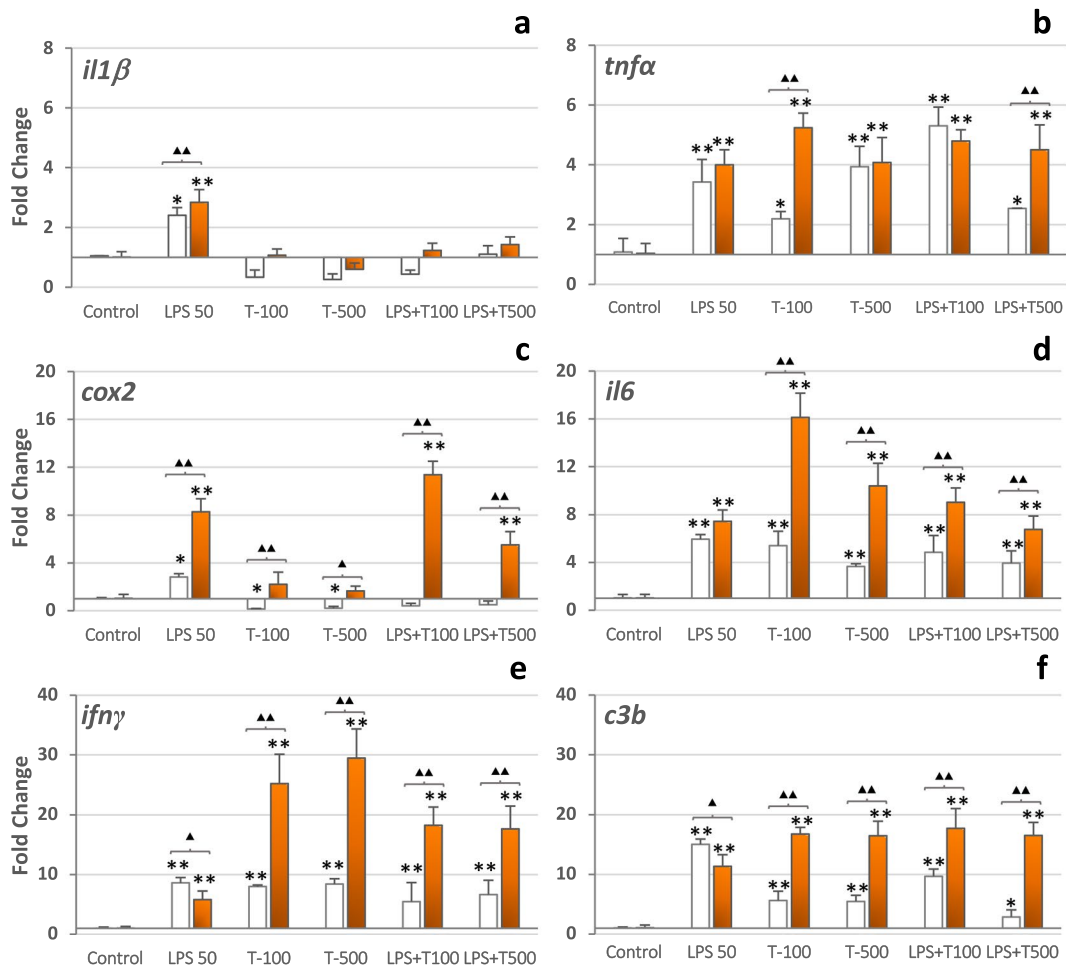 a
il1β
Fold Change
8
6
4
2
0
▲▲
*
**
Control
LPS 50
T-100
T-500
LPS+T100
LPS+T500
b
tnfα
8
6
4
2
0
**
**
▲▲
*
**
**
**
**
**
▲▲
*
**
Control
LPS 50
T-100
T-500
LPS+T100
LPS+T500
c
cox2
Fold Change
20
16
12
8
4
0
▲▲
*
**
▲▲
*
▲
*
▲▲
**
▲▲
**
Control
LPS 50
T-100
T-500
LPS+T100
LPS+T500
d
il6
20
16
12
8
4
0
**
**
▲▲
**
**
▲▲
**
**
▲▲
**
**
▲▲
**
**
Control
LPS 50
T-100
T-500
LPS+T100
LPS+T500
e
ifnγ
Fold Change
40
30
20
10
0
▲
**
**
▲▲
**
**
▲▲
**
**
▲▲
**
**
▲▲
**
**
Control
LPS 50
T-100
T-500
LPS+T100
LPS+T500
f
c3b
40
30
20
10
0
▲
**
**
▲▲
**
**
▲▲
**
**
▲▲
**
**
▲▲
*
**
Control
LPS 50
T-100
T-500
LPS+T100
LPS+T500